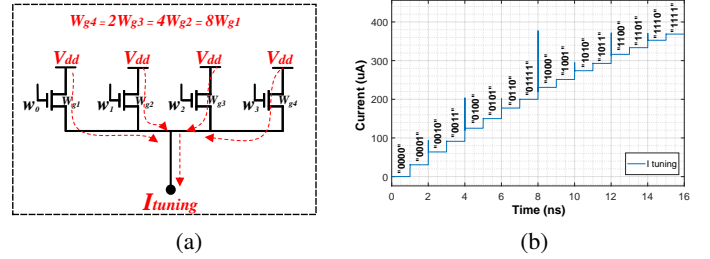 Wg4 = 2Wg3 = 4Wg2 = 8Wg1
Vdd Vdd Vdd Vdd
w0 Wg1 w1 Wg2 w2 Wg3 w3 Wg4
Ituning
(a)
Current (uA)
400
300
200
100
0
"0000" "0001" "0010" "0011" "0100" "0101" "0110" "01111" "1000" "1001" "1010" "1011" "1100" "1101" "1110" "1111"
I tuning
0 2 4 6 8 10 12 14 16
Time (ns)
(b)